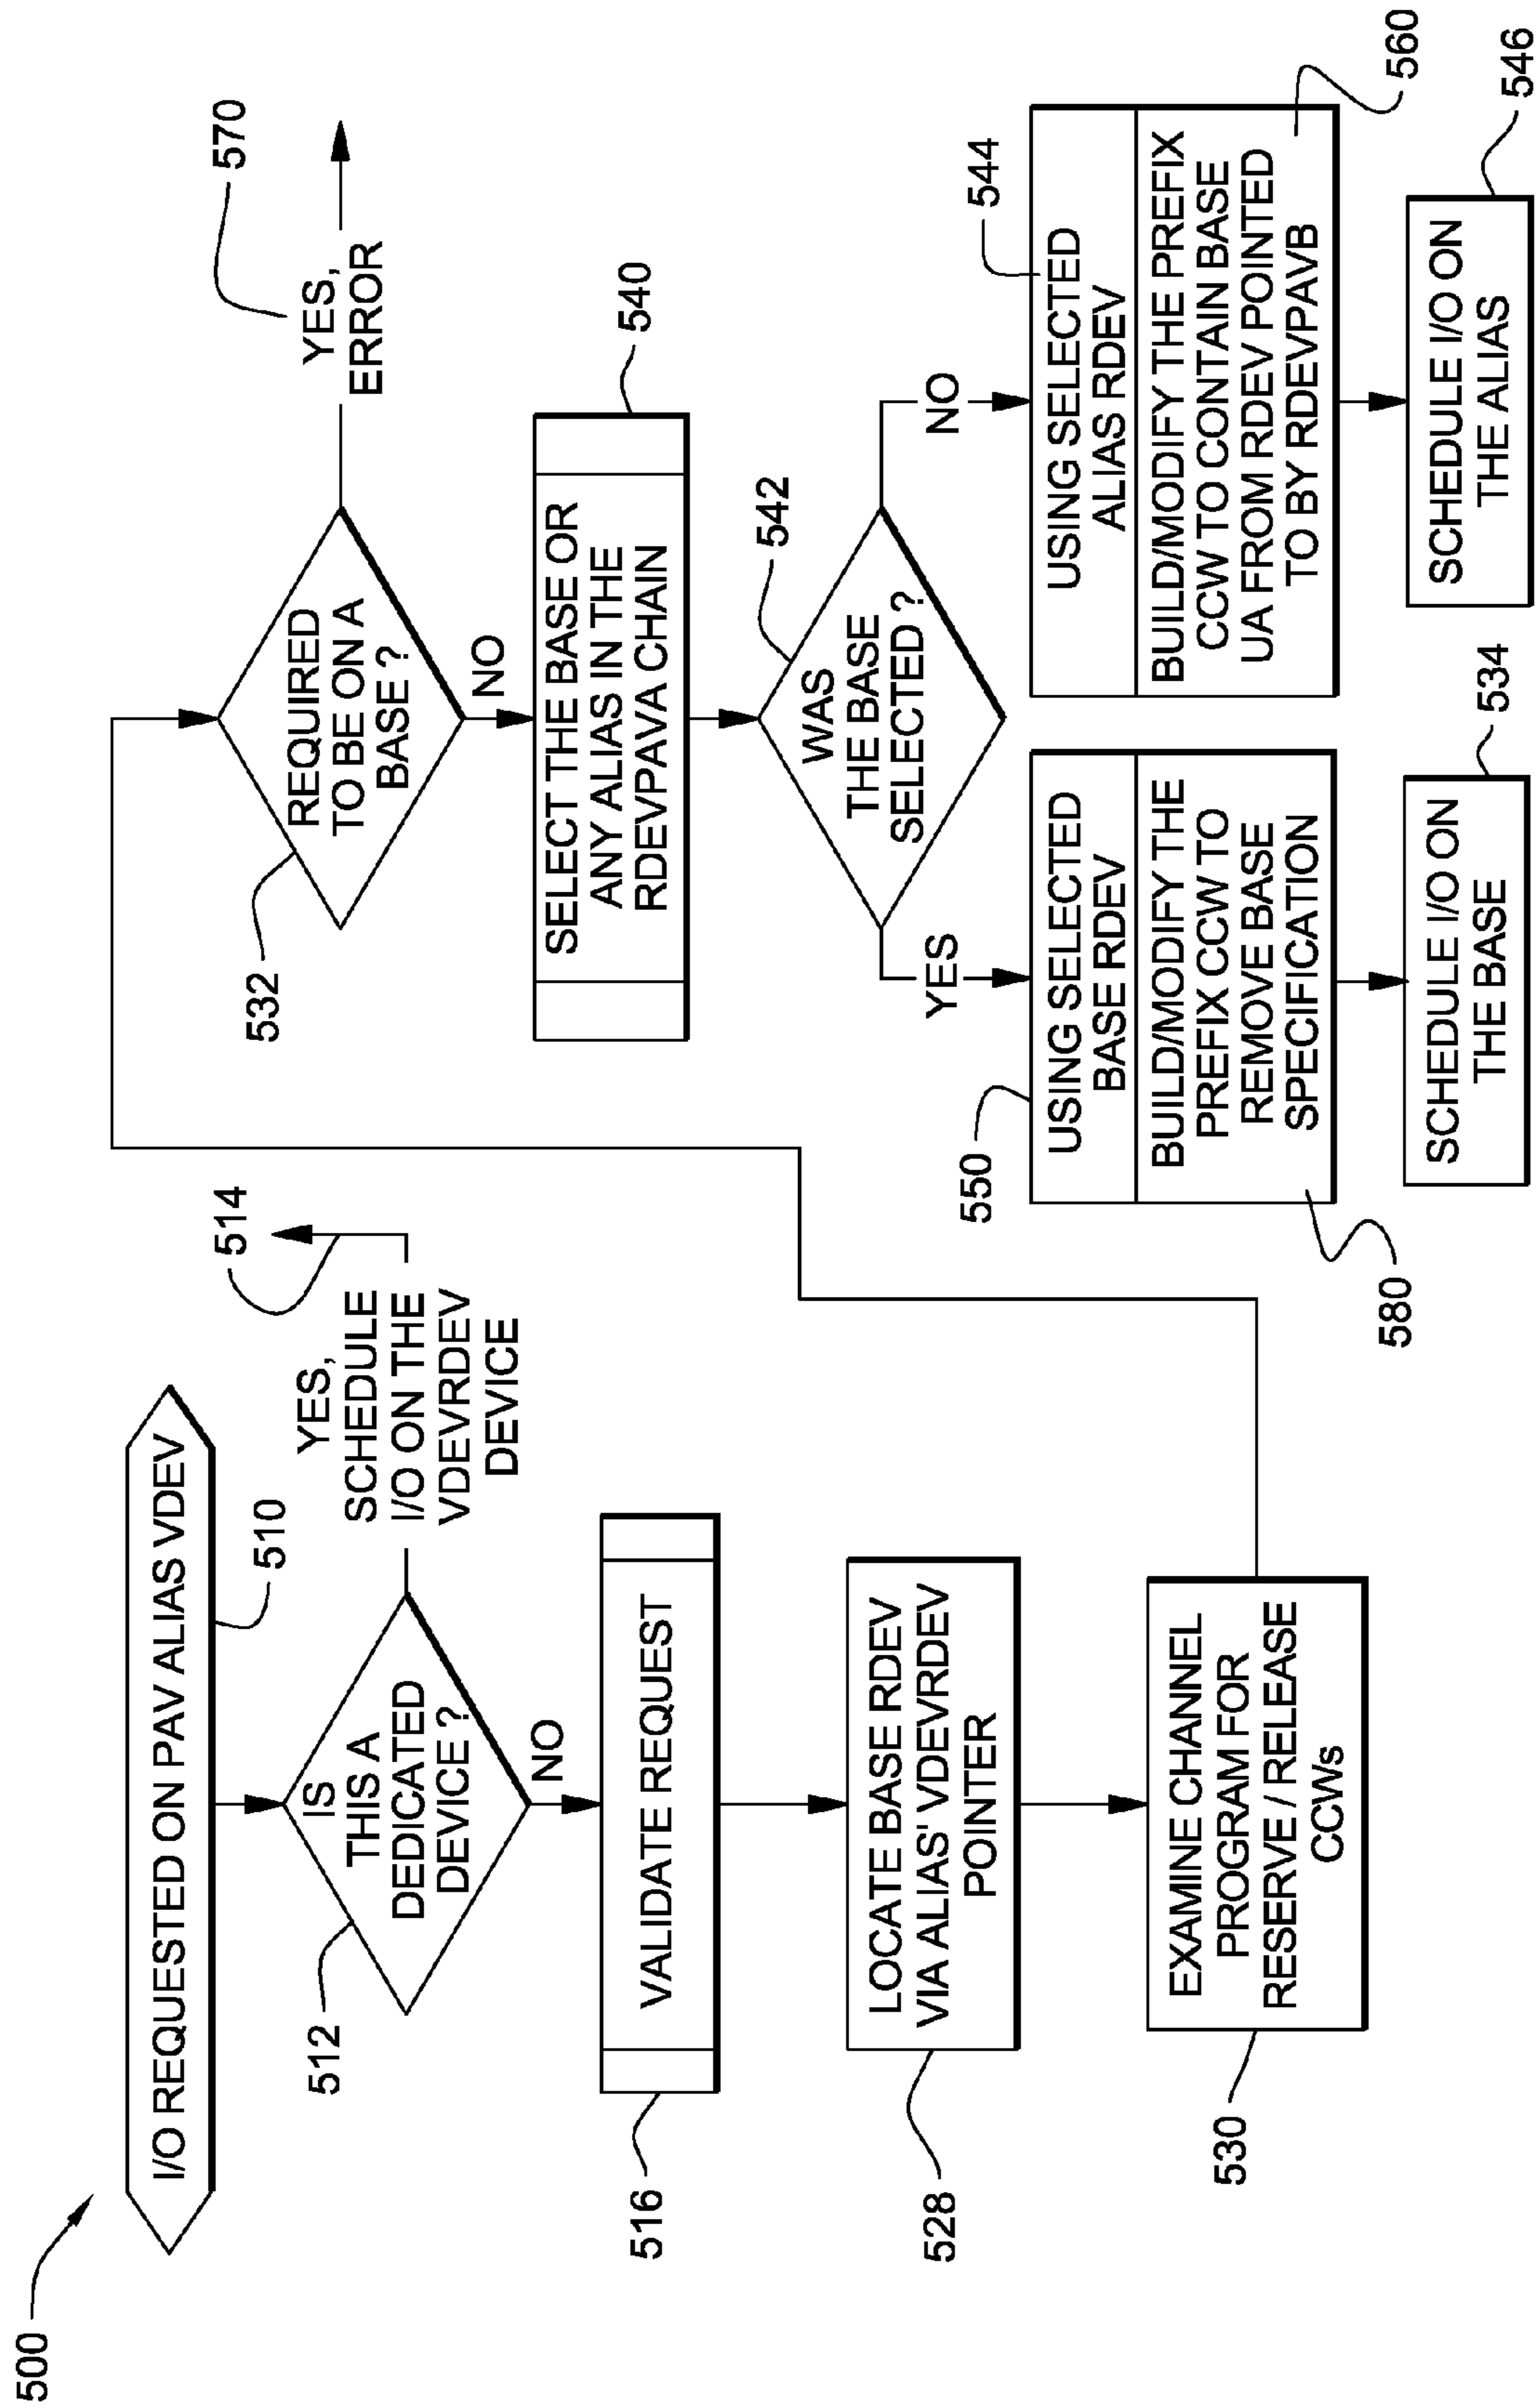 500
I/O REQUESTED ON PAV ALIAS VDEV
510
IS
THIS A
DEDICATED
DEVICE ?
512
YES,
SCHEDULE
I/O ON THE
VDEVRDEV
DEVICE
514
NO
VALIDATE REQUEST
516
LOCATE BASE RDEV
VIA ALIAS' VDEVRDEV
POINTER
528
EXAMINE CHANNEL
PROGRAM FOR
RESERVE / RELEASE
CCWs
530
REQUIRED
TO BE ON A
BASE ?
532
YES,
ERROR
570
NO
SELECT THE BASE OR
ANY ALIAS IN THE
RDEVPAVA CHAIN
540
WAS
THE BASE
SELECTED ?
542
YES
NO
USING SELECTED
BASE RDEV
550
BUILD/MODIFY THE
PREFIX CCW TO
REMOVE BASE
SPECIFICATION
580
SCHEDULE I/O ON
THE BASE
534
USING SELECTED
ALIAS RDEV
544
BUILD/MODIFY THE PREFIX
CCW TO CONTAIN BASE
UA FROM RDEV POINTED
TO BY RDEVPAVB
560
SCHEDULE I/O ON
THE ALIAS
546